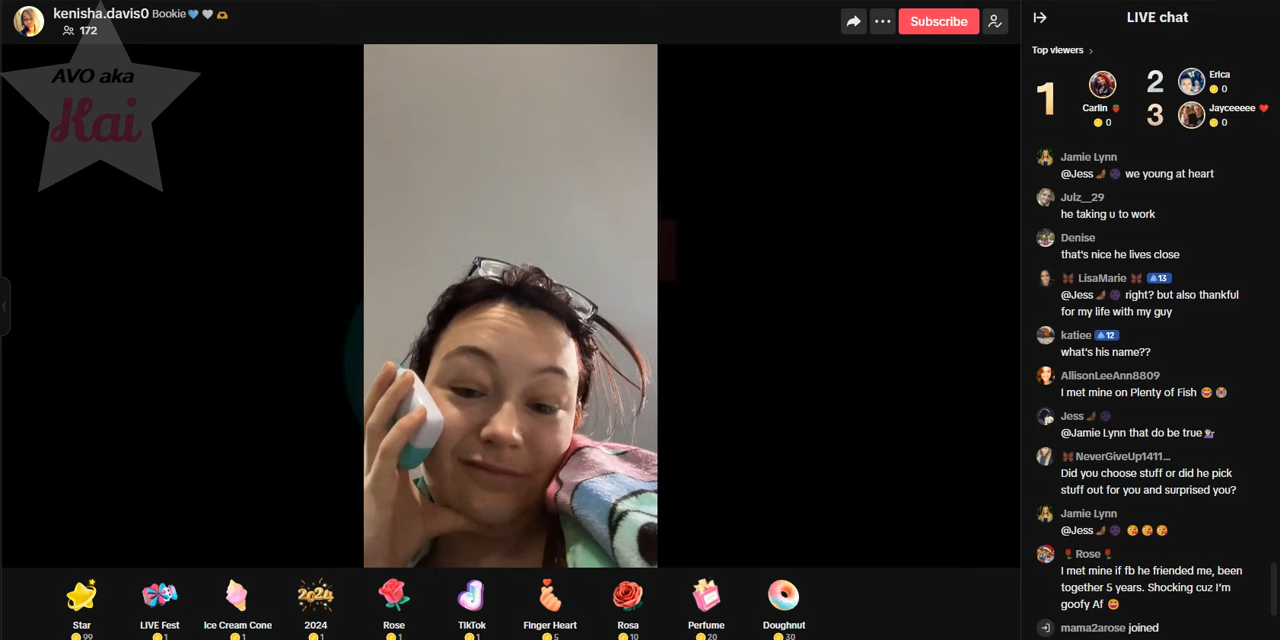 kenisha.davis0 Bookie💙🤍🫶
172
Subscribe
LIVE chat
AVO aka
Kai
Top viewers
1
Carlin 🍓
0
2
Erica
0
3
Jayceeeee ❤️
0
Jamie Lynn
@Jess we young at heart
Julz__29
he taking u to work
Denise
that's nice he lives close
LisaMarie 13
@Jess right? but also thankful
for my life with my guy
katiee 12
what's his name??
AllisonLeeAnn8809
I met mine on Plenty of Fish
Jess
@Jamie Lynn that do be true
NeverGiveUp1411...
Did you choose stuff or did he pick
stuff out for you and surprised you?
Jamie Lynn
@Jess 🥰🥰🥰
🌹Rose🌹
I met mine if fb he friended me, been
together 5 years. Shocking cuz I'm
goofy Af
mama2arose joined
2024
Star
LIVE Fest
Ice Cream Cone
2024
Rose
TikTok
Finger Heart
Rosa
Perfume
Doughnut
99
1
1
1
1
1
5
10
20
30